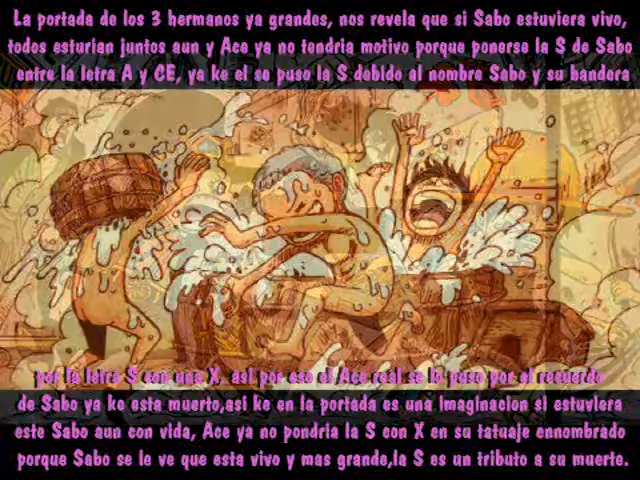 La portada de los 3 hermanos ya grandes, nos revela que si Sabo estuviera vivo,
todos esturian juntos aun y Ace ya no tendria motivo porque ponerse la S de Sabo
entre la letra A y CE, ya ke el se puso la S debido al nombre Sabo y su bandera
por la letra S con una X, asi por eso el Ace real se lo puso por el recuerdo
de Sabo ya ke esta muerto,asi ke en la portada es una imaginacion si estuviera
este Sabo aun con vida, Ace ya no pondria la S con X en su tatuaje ennombrado
porque Sabo se le ve que esta vivo y mas grande,la S es un tributo a su muerte.